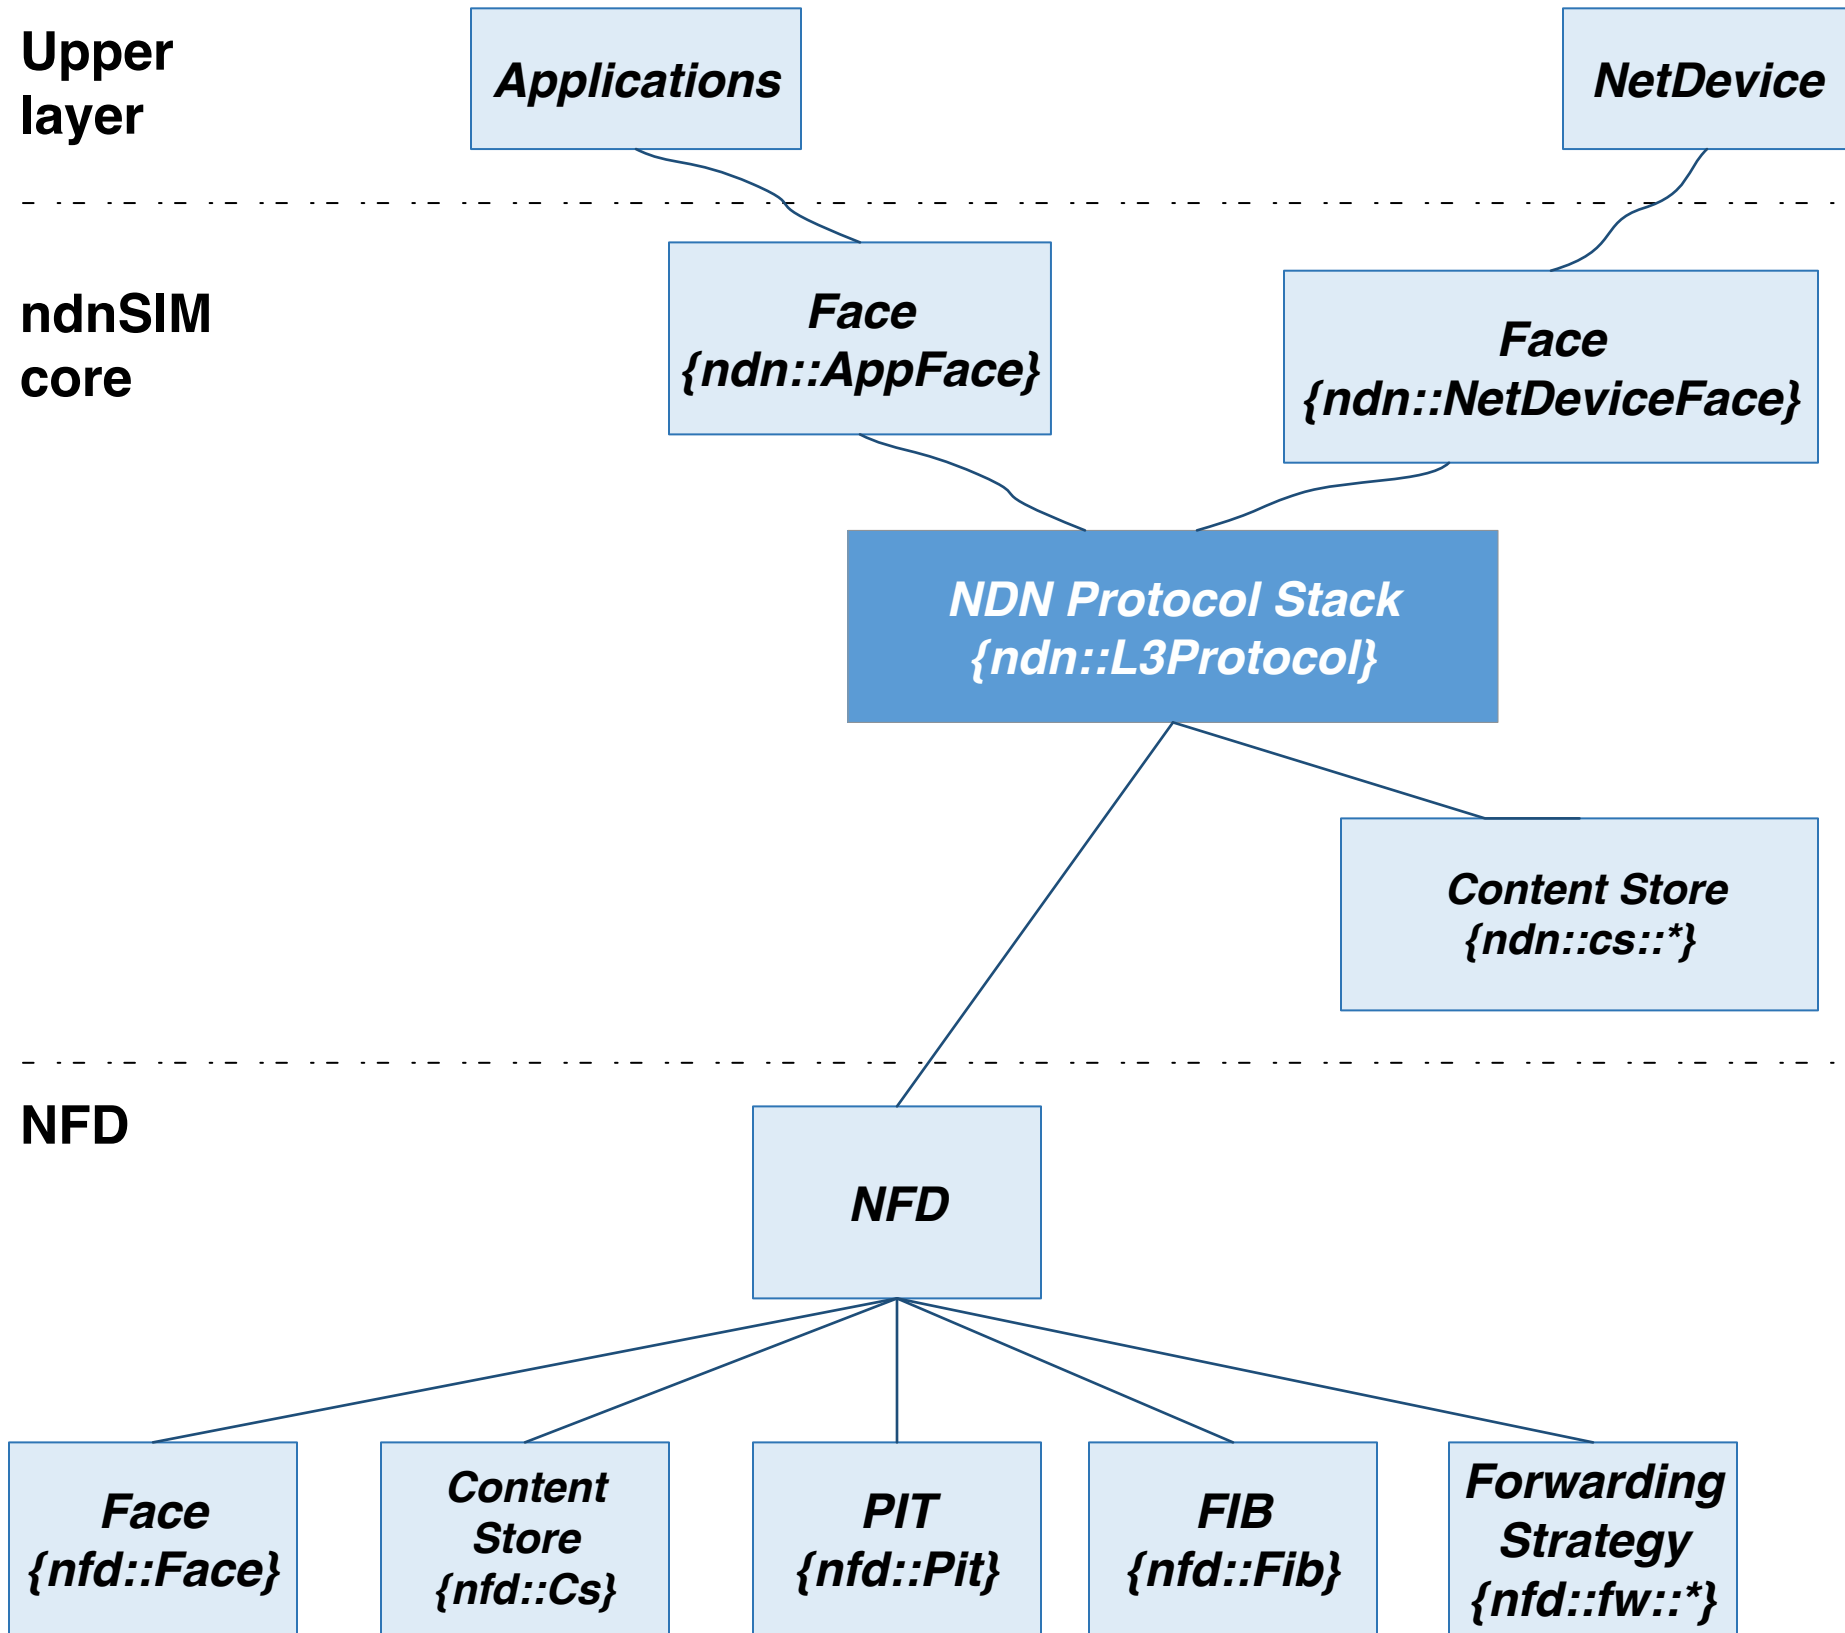 Upper
layer
Applications
NetDevice
ndnSIM
core
Face
{ndn::AppFace}
Face
{ndn::NetDeviceFace}
NDN Protocol Stack
{ndn::L3Protocol}
Content Store
{ndn::cs::*}
NFD
NFD
Face
{nfd::Face}
Content
Store
{nfd::Cs}
PIT
{nfd::Pit}
FIB
{nfd::Fib}
Forwarding
Strategy
{nfd::fw::*}